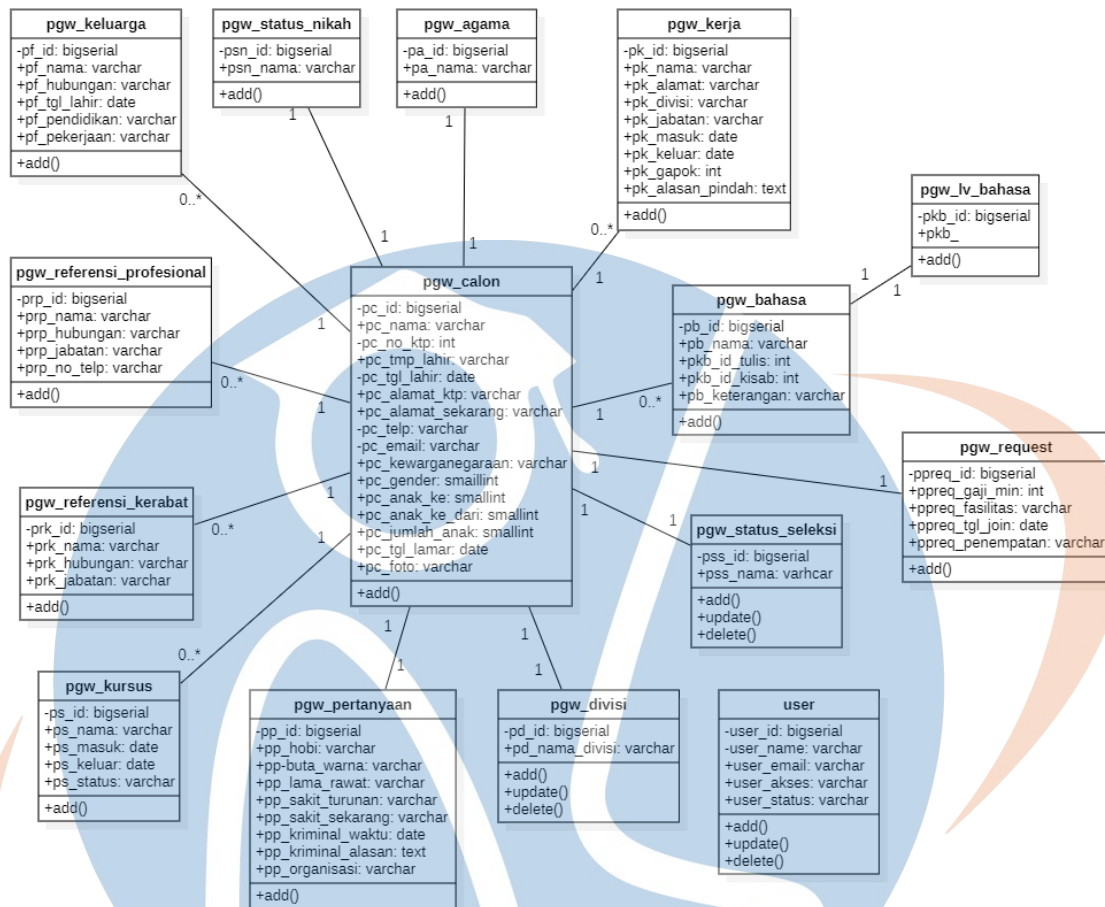 pgw_keluarga
-pf_id: bigserial
+pf_nama: varchar
+pf_hubungan: varchar
+pf_tgl_lahir: date
+pf_pendidikan: varchar
+pf_pekerjaan: varchar
+add()
pgw_status_nikah
-psn_id: bigserial
+psn_nama: varchar
+add()
pgw_agama
-pa_id: bigserial
+pa_nama: varchar
+add()
pgw_kerja
-pk_id: bigserial
+pk_nama: varchar
+pk_alamat: varchar
+pk_divisi: varchar
+pk_jabatan: varchar
+pk_masuk: date
+pk_keluar: date
+pk_gapok: int
+pk_alasan_pindah: text
+add()
1
1
0..*
0..*
1
1
1
1
pgw_lv_bahasa
-pkb_id: bigserial
+pkb_
+add()
1
1
pgw_referensi_profesional
-prp_id: bigserial
+prp_nama: varchar
+prp_hubungan: varchar
+prp_jabatan: varchar
+prp_no_telp: varchar
+add()
0..*
1
pgw_calon
-pc_id: bigserial
+pc_nama: varchar
-pc_no_ktp: int
+pc_tmp_lahir: varchar
-pc_tgl_lahir: date
+pc_alamat_ktp: varchar
+pc_alamat_sekarang: varchar
-pc_telp: varchar
-pc_email: varchar
+pc_kewarganegaraan: varchar
+pc_gender: smaillint
+pc_anak_ke: smallint
+pc_anak_ke_dari: smallint
+pc_jumlah_anak: smallint
+pc_tgl_lamar: date
+pc_foto: varchar
+add()
pgw_bahasa
-pb_id: bigserial
+pb_nama: varchar
+pkb_id_tulis: int
+pkb_id_kisab: int
+pb_keterangan: varchar
+add()
1
0..*
pgw_request
-ppreq_id: bigserial
+ppreq_gaji_min: int
+ppreq_fasilitas: varchar
+ppreq_tgl_join: date
+ppreq_penempatan: varchar
+add()
1
1
pgw_referensi_kerabat
-prk_id: bigserial
+prk_nama: varchar
+prk_hubungan: varchar
+prk_jabatan: varchar
+add()
0..*
1
1
1
1
pgw_status_seleksi
-pss_id: bigserial
+pss_nama: varhcar
+add()
+update()
+delete()
0..*
1
1
1
1
pgw_kursus
-ps_id: bigserial
+ps_nama: varchar
+ps_masuk: date
+ps_keluar: date
+ps_status: varchar
+add()
pgw_pertanyaan
-pp_id: bigserial
+pp_hobi: varchar
+pp-buta_warna: varchar
+pp_lama_rawat: varchar
+pp_sakit_turunan: varchar
+pp_sakit_sekarang: varchar
+pp_kriminal_waktu: date
+pp_kriminal_alasan: text
+pp_organisasi: varchar
+add()
pgw_divisi
-pd_id: bigserial
+pd_nama_divisi: varchar
+add()
+update()
+delete()
user
-user_id: bigserial
-user_name: varchar
+user_email: varchar
+user_akses: varchar
+user_status: varchar
+add()
+update()
+delete()